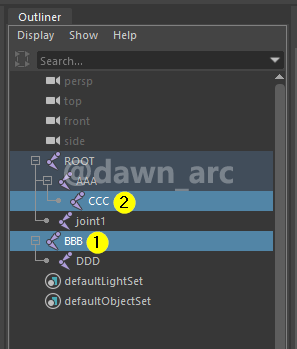 Outliner
Display Show Help
Search...
persp
top
front
side
ROOT
AAA
@dawn_arc
CCC 2
joint1
BBB 1
DDD
defaultLightSet
defaultObjectSet